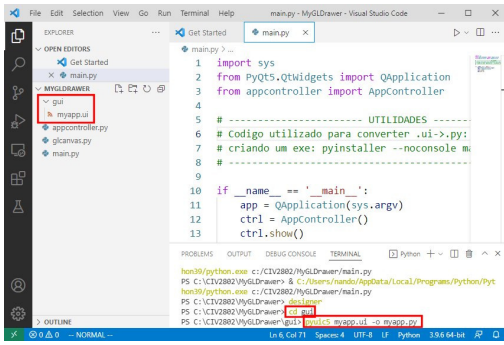 File Edit Selection View Go Run Terminal Help main.py - MyGLDrawer - Visual Studio Code
EXPLORER
OPEN EDITORS
Get Started
main.py
MYGLDRAWER
gui
myapp.ui
appcontroller.py
glcanvas.py
main.py
OUTLINE
Get Started main.py
main.py > ...
1 import sys
2 from PyQt5.QtWidgets import QApplication
3 from appcontroller import AppController
4
5 # ---------------------- UTILIDADES -----
6 # Codigo utilizado para converter .ui->.py:
7 # criando um exe: pyinstaller --noconsole ma
8 # ---------------------------------------
9
10 if __name__ == '__main__':
11 app = QApplication(sys.argv)
12 ctrl = AppController()
13 ctrl.show()
PROBLEMS OUTPUT DEBUG CONSOLE TERMINAL Python
hon39/python.exe c:/CIV2802/MyGLDrawer/main.py
PS C:\CIV2802\MyGLDrawer> & C:/Users/nando/AppData/Local/Programs/Python/Pyt
hon39/python.exe c:/CIV2802/MyGLDrawer/main.py
PS C:\CIV2802\MyGLDrawer> designer
PS C:\CIV2802\MyGLDrawer> cd gui
PS C:\CIV2802\MyGLDrawer\gui> pyuic5 myapp.ui -o myapp.py
0 0 -- NORMAL -- Ln 6, Col 71 Spaces: 4 UTF-8 LF Python 3.9.6 64-bit